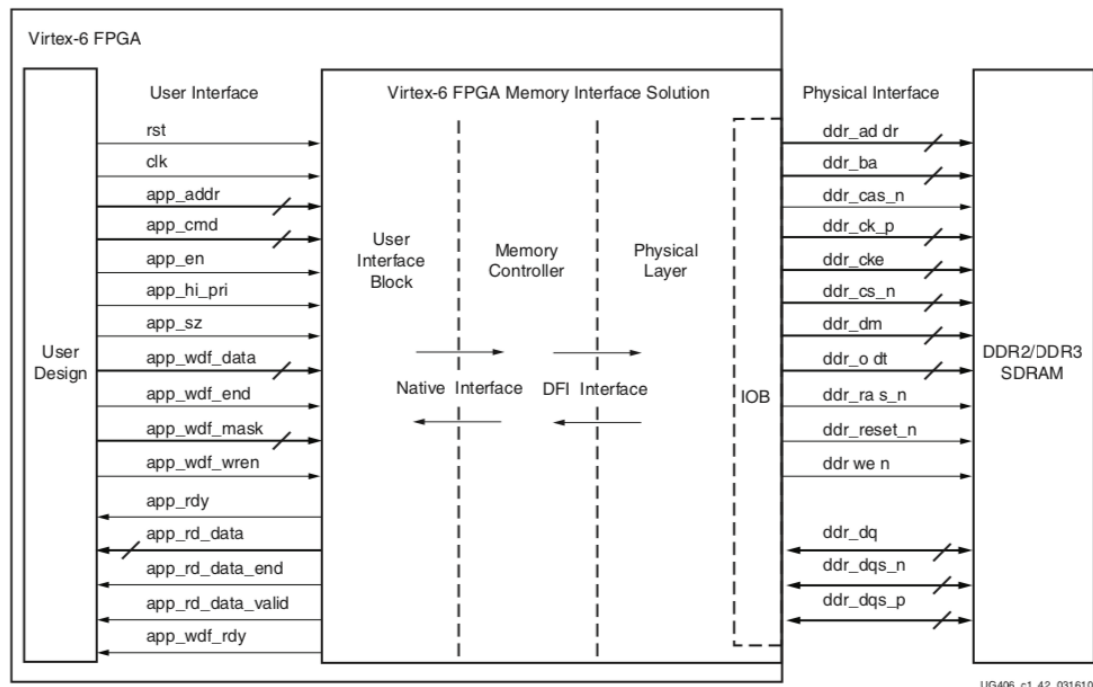 Virtex-6 FPGA
User Interface
Virtex-6 FPGA Memory Interface Solution
Physical Interface
rst
clk
app_addr
app_cmd
app_en
app_hi_pri
app_sz
app_wdf_data
app_wdf_end
app_wdf_mask
app_wdf_wren
app_rdy
app_rd_data
app_rd_data_end
app_rd_data_valid
app_wdf_rdy
User
Design
User
Interface
Block
Memory
Controller
Physical
Layer
Native Interface
DFI Interface
IOB
ddr_ad dr
ddr_ba
ddr_cas_n
ddr_ck_p
ddr_cke
ddr_cs_n
ddr_dm
ddr_o dt
ddr_ra s_n
ddr_reset_n
ddr we n
ddr_dq
ddr_dqs_n
ddr_dqs_p
DDR2/DDR3
SDRAM
UG406_c1_42_031610